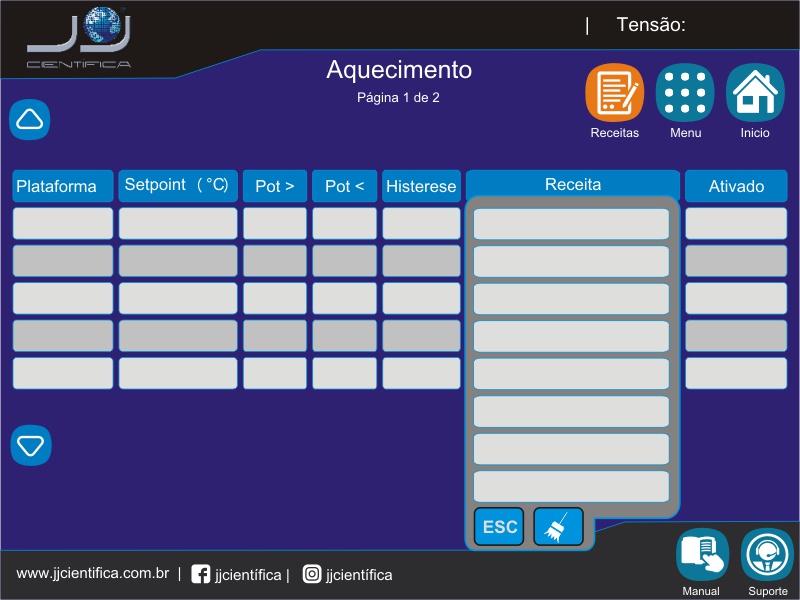 | Tensão:
JJ
CIENTIFICA
Aquecimento
Página 1 de 2
Receitas Menu Inicio
Plataforma Setpoint (°C) Pot > Pot < Histerese Receita Ativado
ESC
www.jjcientifica.com.br | jjcientífica | jjcientífica
Manual Suporte